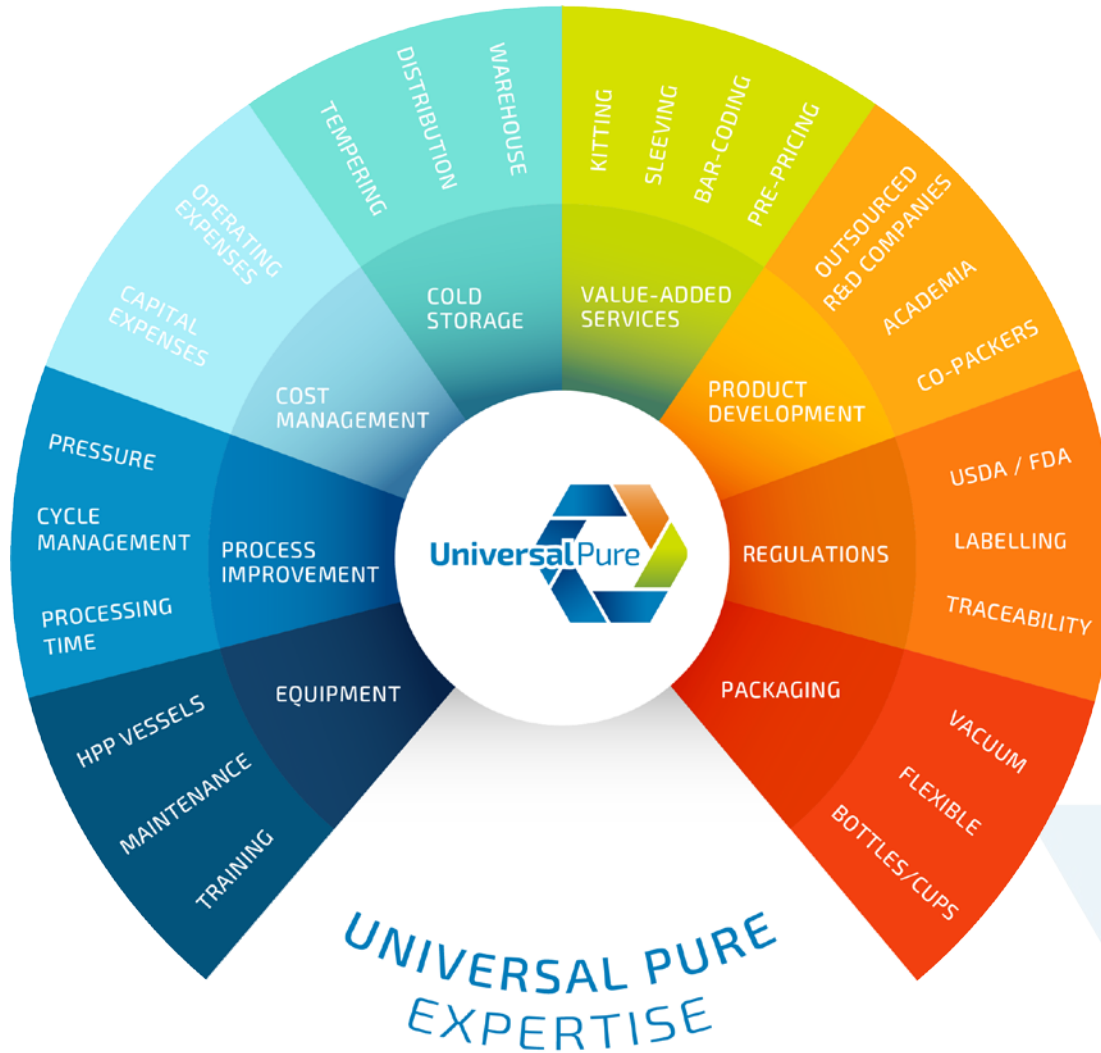 WAREHOUSE
DISTRIBUTION
TEMPERING
COLD
STORAGE
KITTING
SLEEVING
BAR-CODING
PRE-PRICING
VALUE-ADDED
SERVICES
OUTSOURCED
R&D COMPANIES
ACADEMIA
CO-PACKERS
PRODUCT
DEVELOPMENT
USDA / FDA
LABELLING
TRACEABILITY
REGULATIONS
VACUUM
FLEXIBLE
BOTTLES/CUPS
PACKAGING
OPERATING
EXPENSES
CAPITAL
EXPENSES
COST
MANAGEMENT
PRESSURE
CYCLE
MANAGEMENT
PROCESSING
TIME
PROCESS
IMPROVEMENT
HPP VESSELS
MAINTENANCE
TRAINING
EQUIPMENT
UniversalPure
UNIVERSAL PURE
EXPERTISE